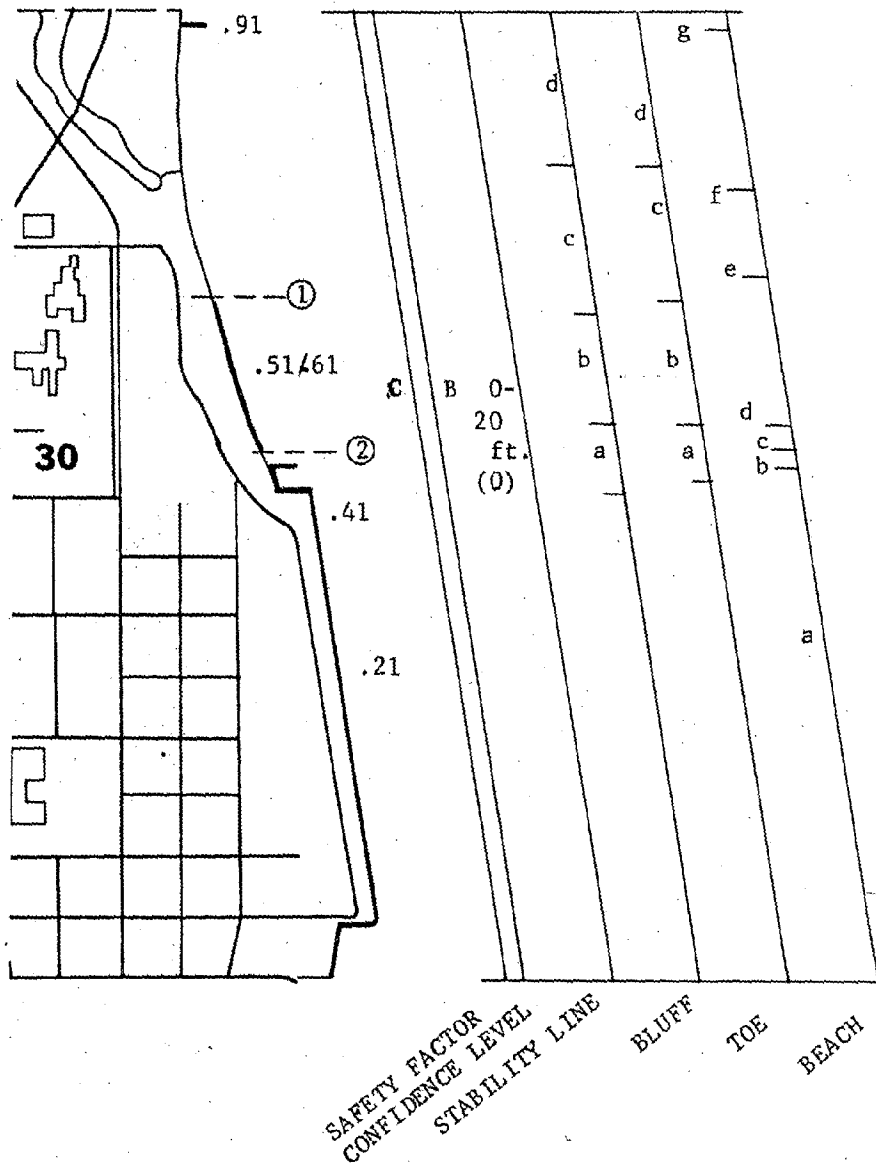 .91
g
d
d
f
c
c
e
①
.51/.61
b
b
C B 0-
20
ft.
(0)
d
②
a
a
c
b
30
.41
a
.21
SAFETY FACTOR
CONFIDENCE LEVEL
STABILITY LINE
BLUFF
TOE
BEACH